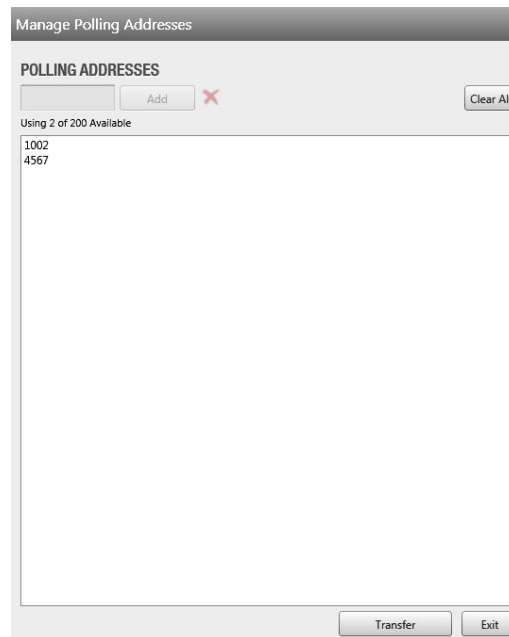 Manage Polling Addresses
POLLING ADDRESSES
Add Clear Al
Using 2 of 200 Available
1002
4567
Transfer Exit